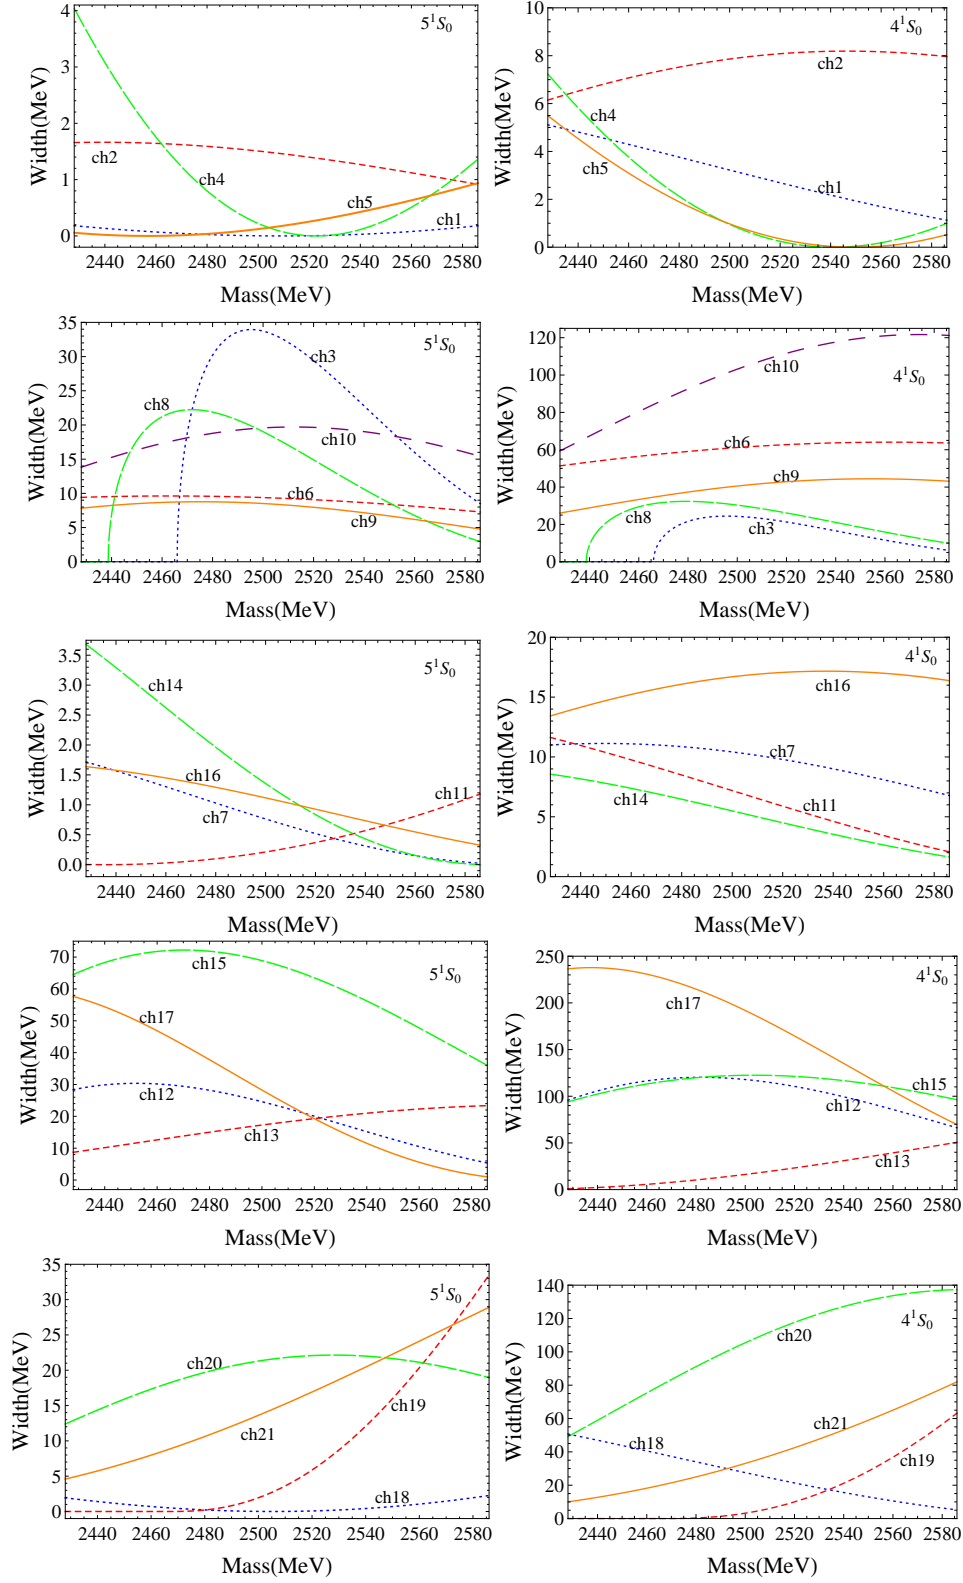 5¹S₀
Width(MeV)
4
3
2
1
0
ch2
ch4
ch5
ch1
2440 2460 2480 2500 2520 2540 2560 2580
Mass(MeV)
4¹S₀
Width(MeV)
10
8
6
4
2
0
ch2
ch4
ch5
ch1
2440 2460 2480 2500 2520 2540 2560 2580
Mass(MeV)
5¹S₀
Width(MeV)
35
30
25
20
15
10
5
0
ch3
ch8
ch10
ch6
ch9
2440 2460 2480 2500 2520 2540 2560 2580
Mass(MeV)
4¹S₀
Width(MeV)
120
100
80
60
40
20
0
ch10
ch6
ch9
ch8
ch3
2440 2460 2480 2500 2520 2540 2560 2580
Mass(MeV)
5¹S₀
Width(MeV)
3.5
3.0
2.5
2.0
1.5
1.0
0.5
0.0
ch14
ch16
ch7
ch11
2440 2460 2480 2500 2520 2540 2560 2580
Mass(MeV)
4¹S₀
Width(MeV)
20
15
10
5
0
ch16
ch7
ch14
ch11
2440 2460 2480 2500 2520 2540 2560 2580
Mass(MeV)
5¹S₀
Width(MeV)
70
60
50
40
30
20
10
0
ch15
ch17
ch12
ch13
2440 2460 2480 2500 2520 2540 2560 2580
Mass(MeV)
4¹S₀
Width(MeV)
250
200
150
100
50
0
ch17
ch15
ch12
ch13
2440 2460 2480 2500 2520 2540 2560 2580
Mass(MeV)
5¹S₀
Width(MeV)
35
30
25
20
15
10
5
0
ch20
ch19
ch21
ch18
2440 2460 2480 2500 2520 2540 2560 2580
Mass(MeV)
4¹S₀
Width(MeV)
140
120
100
80
60
40
20
0
ch20
ch21
ch18
ch19
2440 2460 2480 2500 2520 2540 2560 2580
Mass(MeV)